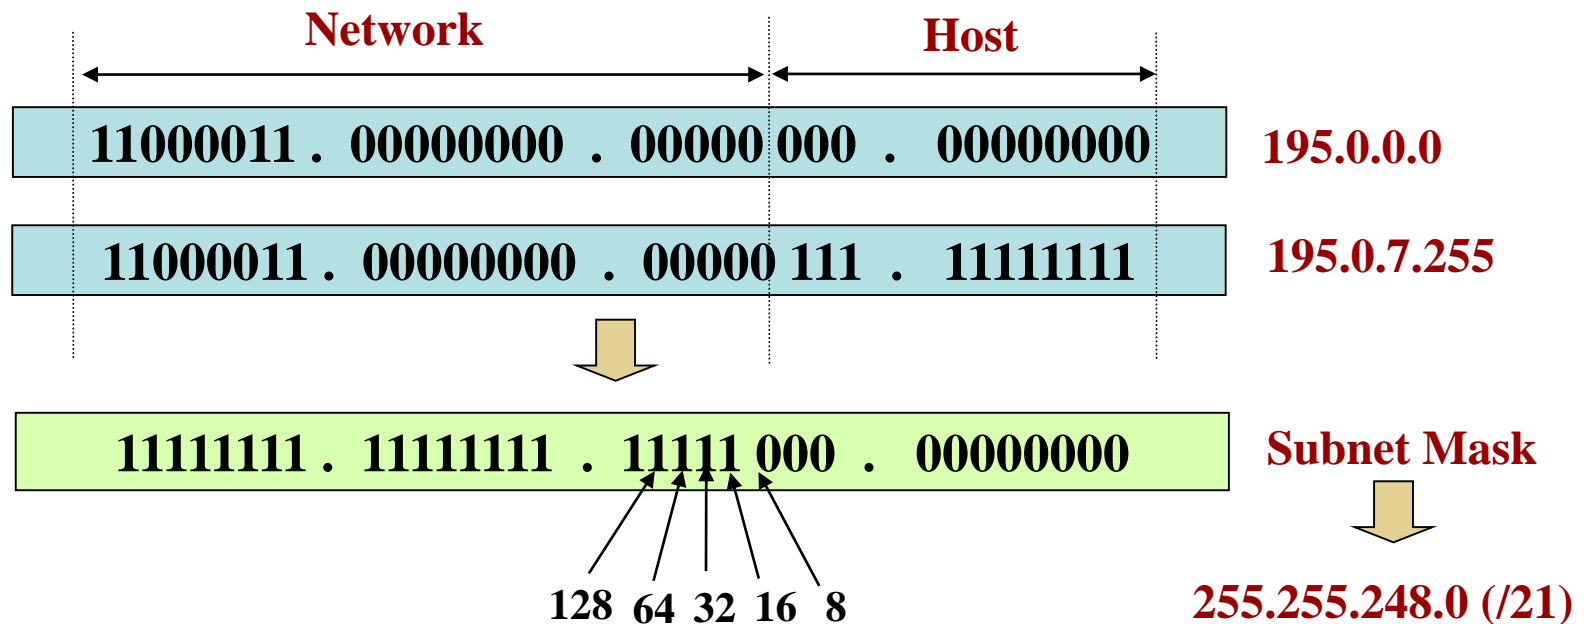 Network Host
11000011 . 00000000 . 00000 000 . 00000000 195.0.0.0
11000011 . 00000000 . 00000 111 . 11111111 195.0.7.255
11111111 . 11111111 . 11111 000 . 00000000 Subnet Mask
128 64 32 16 8 255.255.248.0 (/21)